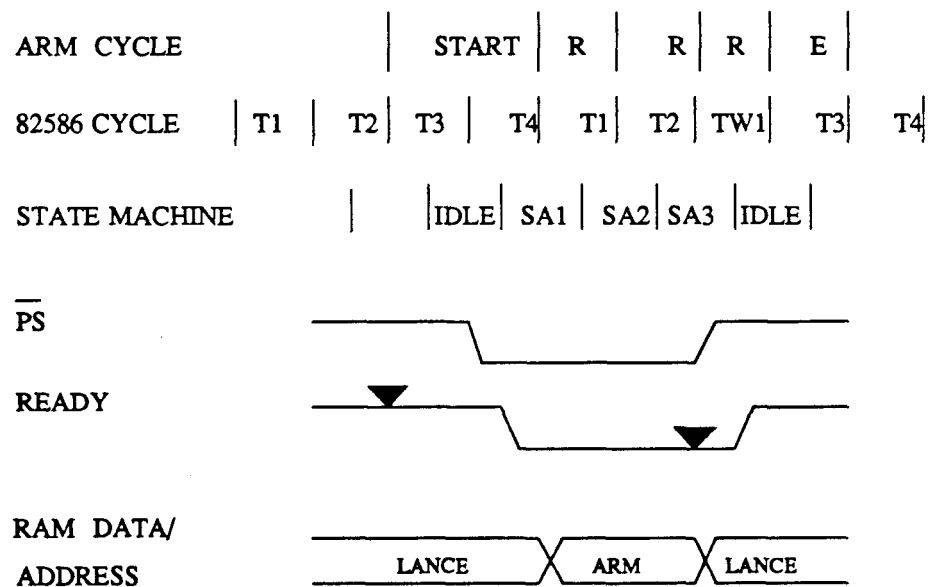 ARM CYCLE START R R R E
82586 CYCLE T1 T2 T3 T4 T1 T2 TW1 T3 T4
STATE MACHINE IDLE SA1 SA2 SA3 IDLE
PS
READY
RAM DATA/
ADDRESS LANCE ARM LANCE